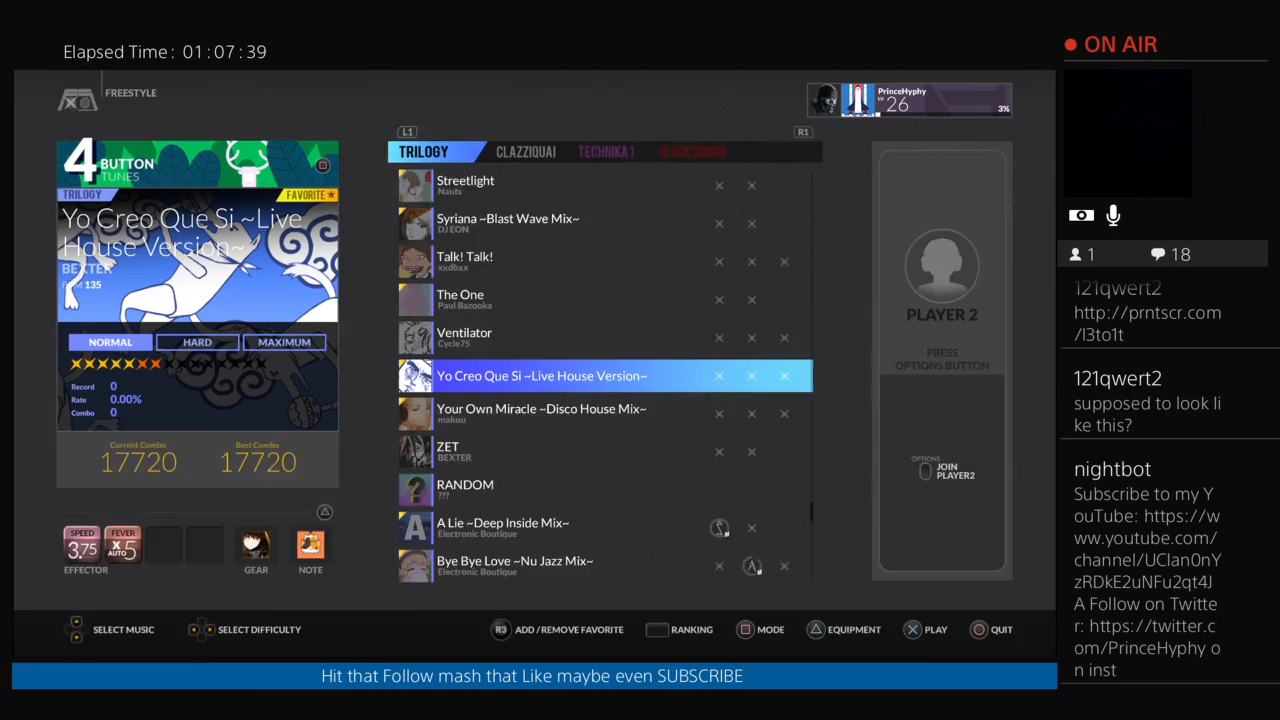 Elapsed Time: 01:07:39
ON AIR
FREESTYLE
PrinceHyphy
LV 26
3%
L1
R1
4 BUTTON TUNES
TRILOGY
FAVORITE ★
Yo Creo Que Si ~Live
House Version~
BEXTER
BPM 135
NORMAL
HARD
MAXIMUM
Record 0
Rate 0.00%
Combo 0
Current Combo
17720
Best Combo
17720
SPEED
3.75
FEVER
AUTO X5
EFFECTOR
GEAR
NOTE
TRILOGY
CLAZZIQUAI
TECHNIKA 1
BLACK SQUARE
Streetlight
Nauts
Syriana ~Blast Wave Mix~
DJ EON
Talk! Talk!
xxdbxx
The One
Paul Bazooka
Ventilator
Cycle75
Yo Creo Que Si ~Live House Version~
Your Own Miracle ~Disco House Mix~
makou
ZET
BEXTER
RANDOM
???
A Lie ~Deep Inside Mix~
Electronic Boutique
Bye Bye Love ~Nu Jazz Mix~
Electronic Boutique
PLAYER 2
PRESS
OPTIONS BUTTON
OPTIONS
JOIN
PLAYER2
SELECT MUSIC
SELECT DIFFICULTY
R3 ADD / REMOVE FAVORITE
RANKING
MODE
EQUIPMENT
PLAY
QUIT
Hit that Follow mash that Like maybe even SUBSCRIBE
1
18
121qwert2
http://prntscr.com
/l3to1t
121qwert2
supposed to look li
ke this?
nightbot
Subscribe to my Y
ouTube: https://w
ww.youtube.com/
channel/UCIan0nY
zRDkE2uNFu2qt4J
A Follow on Twitte
r: https://twitter.c
om/PrinceHyphy o
n inst